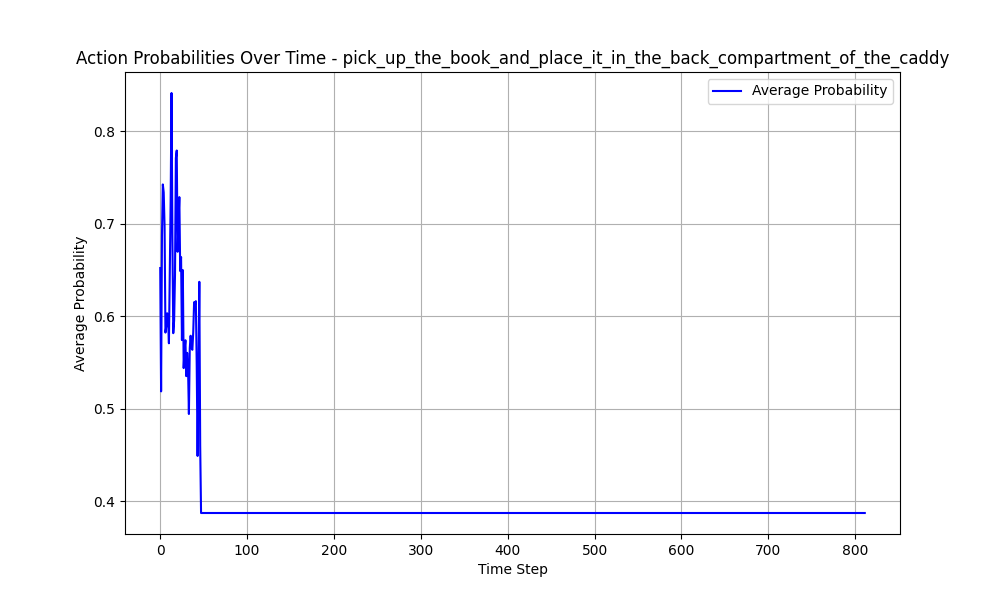 Action Probabilities Over Time - pick_up_the_book_and_place_it_in_the_back_compartment_of_the_caddy
Average Probability
0.8
0.7
0.6
0.5
0.4
Average Probability
0 100 200 300 400 500 600 700 800
Time Step